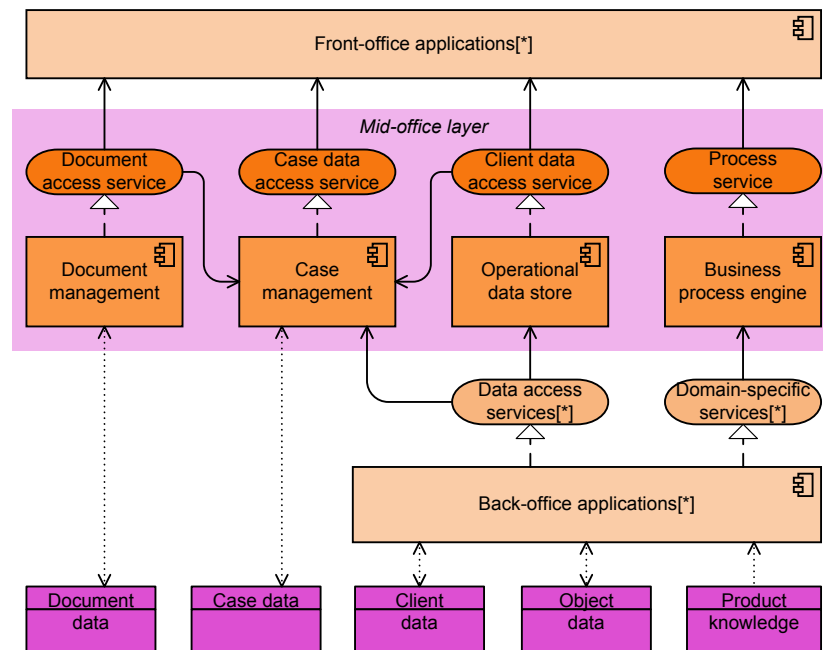 Front-office applications[*]
Mid-office layer
Document
access service
Case data
access service
Client data
access service
Process
service
Document
management
Case
management
Operational
data store
Business
process engine
Data access
services[*]
Domain-specific
services[*]
Back-office applications[*]
Document
data
Case data
Client
data
Object
data
Product
knowledge